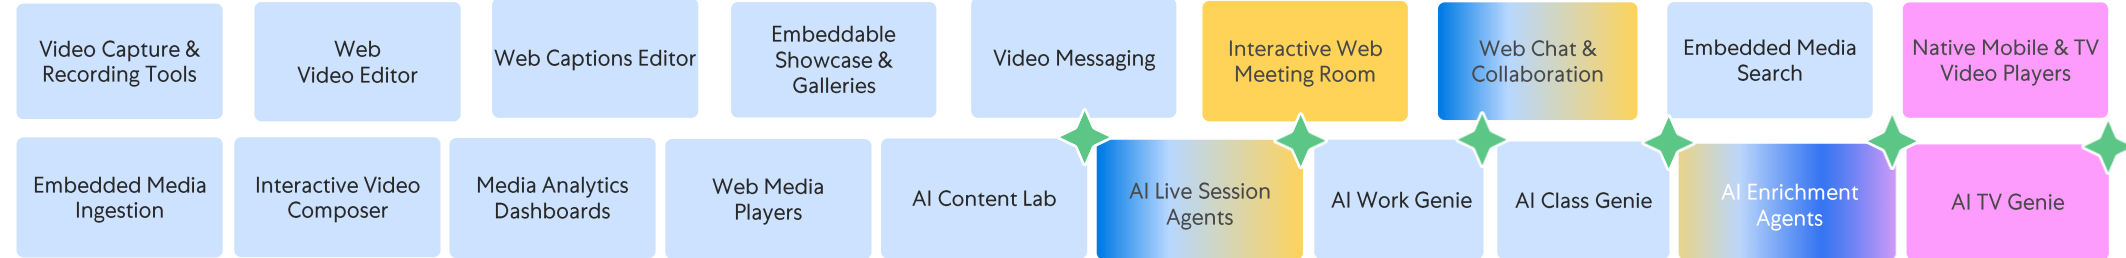 Video Capture &
Recording Tools
Web
Video Editor
Web Captions Editor
Embeddable
Showcase &
Galleries
Video Messaging
Interactive Web
Meeting Room
Web Chat &
Collaboration
Embedded Media
Search
Native Mobile & TV
Video Players
Embedded Media
Ingestion
Interactive Video
Composer
Media Analytics
Dashboards
Web Media
Players
AI Content Lab
AI Live Session
Agents
AI Work Genie
AI Class Genie
AI Enrichment
Agents
AI TV Genie